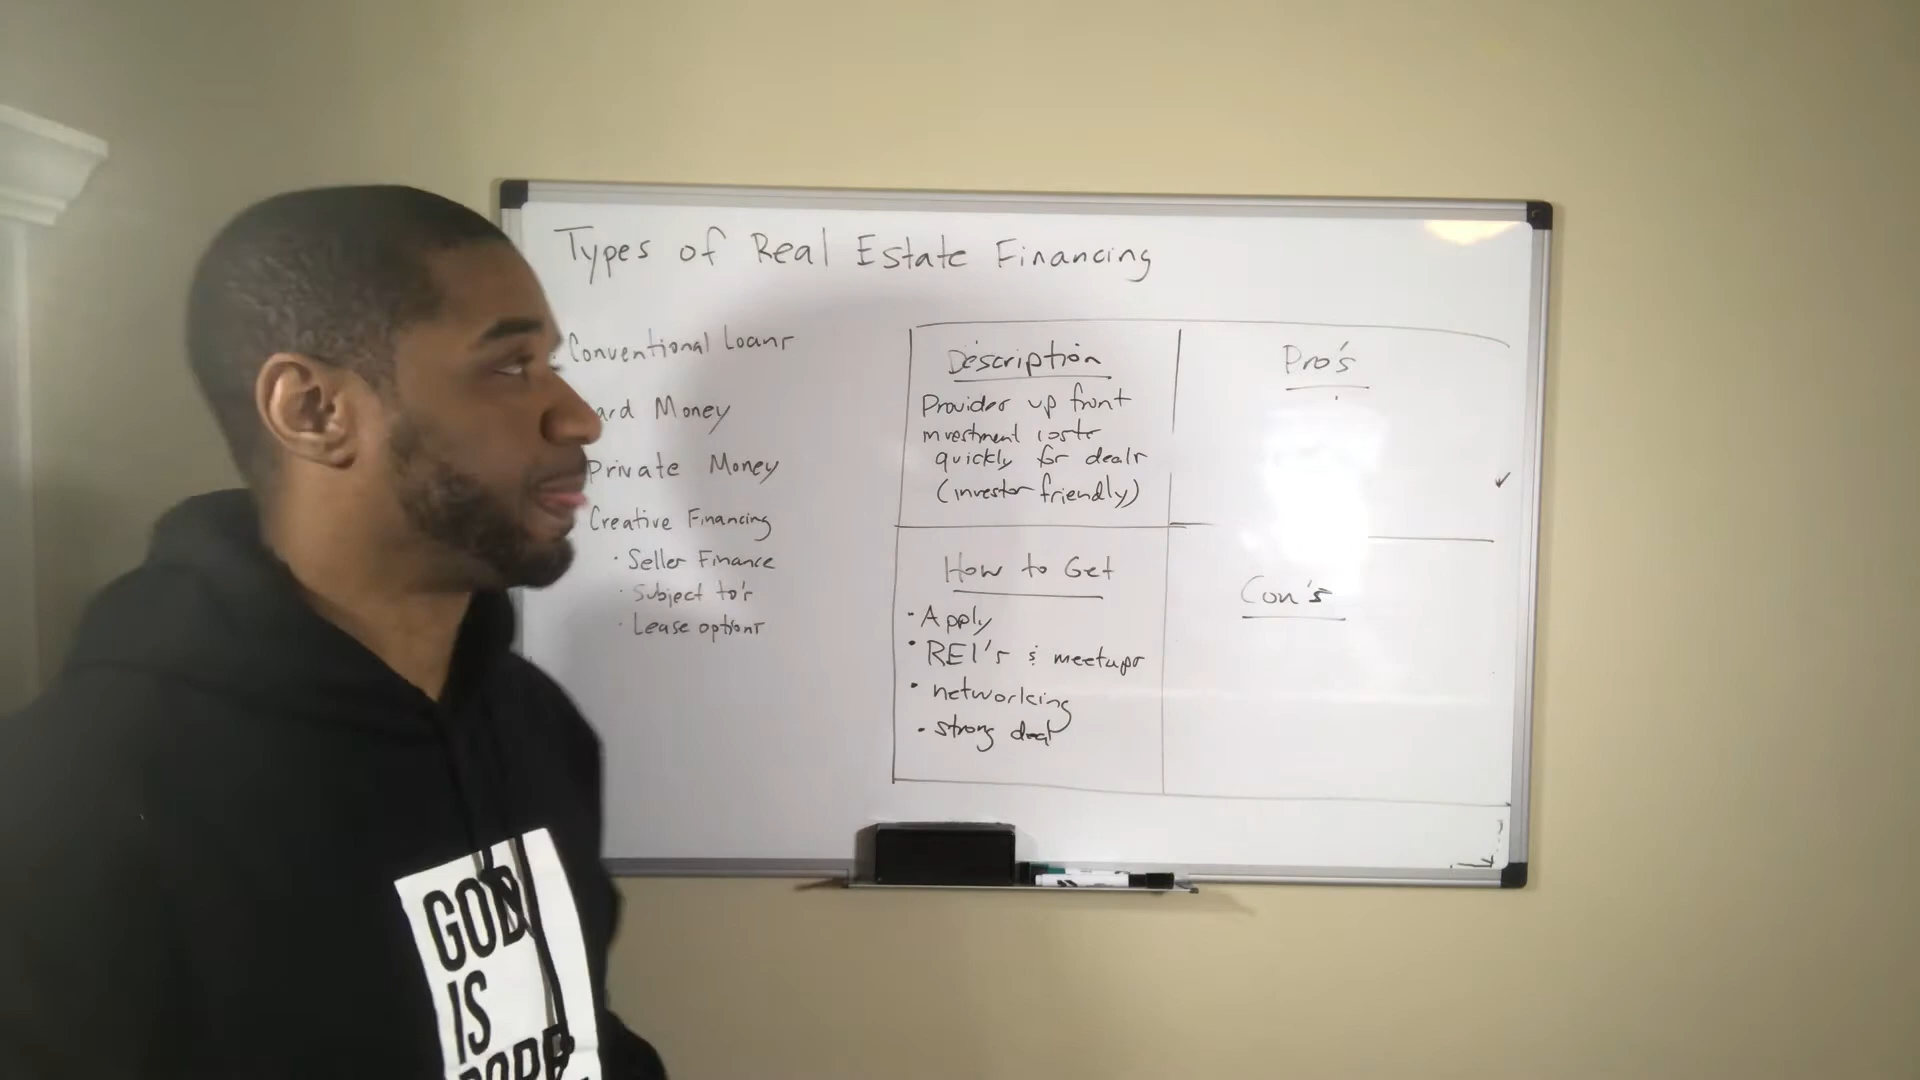 Types of Real Estate Financing
Conventional Loans
ard Money
Private Money
Creative Financing
· Seller Finance
· Subject to's
· Lease options
Description
Provides up front
investment costs
quickly for deals
(investor friendly)
Pro's
How to Get
· Apply
· REI's & meetups
· networking
· strong deal
Con's
GOD
IS
DOPE